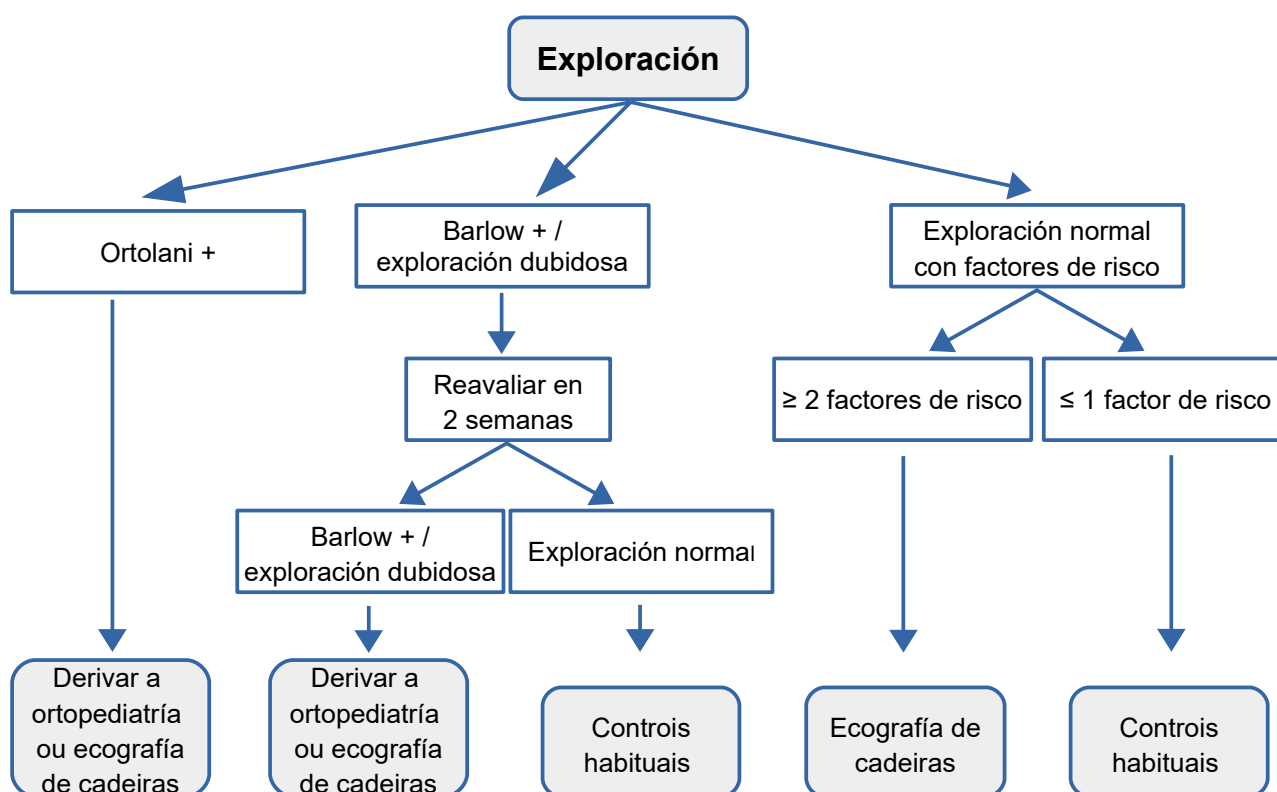 Exploración
Ortolani +
Barlow + /
exploración dubidosa
Exploración normal
con factores de risco
Reavaliar en
2 semanas
≥ 2 factores de risco
≤ 1 factor de risco
Barlow + /
exploración dubidosa
Exploración normal
Derivar a
ortopediatría
ou ecografía
de cadeiras
Derivar a
ortopediatría
ou ecografía
de cadeiras
Controis
habituais
Ecografía de
cadeiras
Controis
habituais